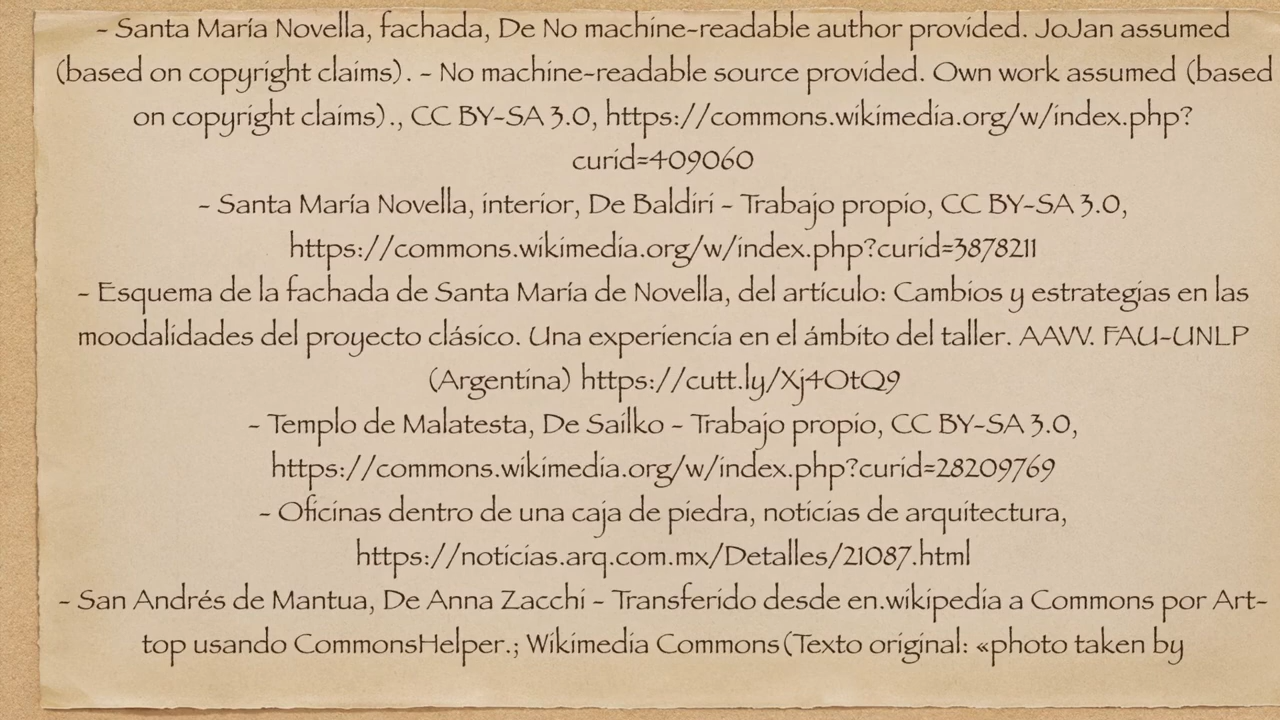 - Santa María Novella, fachada, De No machine-readable author provided. JoJan assumed
(based on copyright claims). - No machine-readable source provided. Own work assumed (based
on copyright claims)., CC BY-SA 3.0, https://commons.wikimedia.org/w/index.php?
curid=409060
- Santa María Novella, interior, De Baldiri - Trabajo propio, CC BY-SA 3.0,
https://commons.wikimedia.org/w/index.php?curid=3878211
- Esquema de la fachada de Santa María de Novella, del artículo: Cambios y estrategias en las
moodalidades del proyecto clásico. Una experiencia en el ámbito del taller. AAVV. FAU-UNLP
(Argentina) https://cutt.ly/Xj4OtQ9
- Templo de Malatesta, De Sailko - Trabajo propio, CC BY-SA 3.0,
https://commons.wikimedia.org/w/index.php?curid=28209769
- Oficinas dentro de una caja de piedra, noticias de arquitectura,
https://noticias.arq.com.mx/Detalles/21087.html
- San Andrés de Mantua, De Anna Zacchi - Transferido desde en.wikipedia a Commons por Art-
top usando CommonsHelper.; Wikimedia Commons(Texto original: «photo taken by